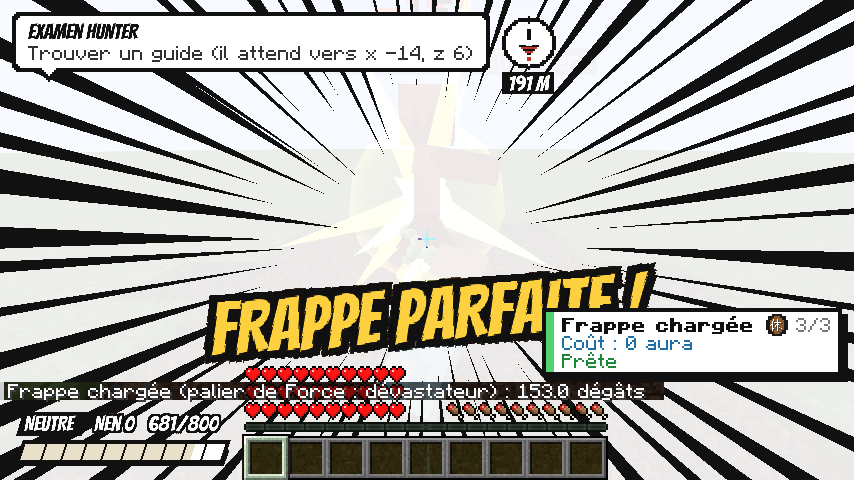 EXAMEN HUNTER
Trouver un guide (il attend vers x -14, z 6)
191 M
FRAPPE PARFAITE !
Frappe chargée 3/3
Coût : 0 aura
Prête
Frappe chargée (palier de Force dévastateur) : 153.0 dégâts
NEUTRE NEN 0 681/800